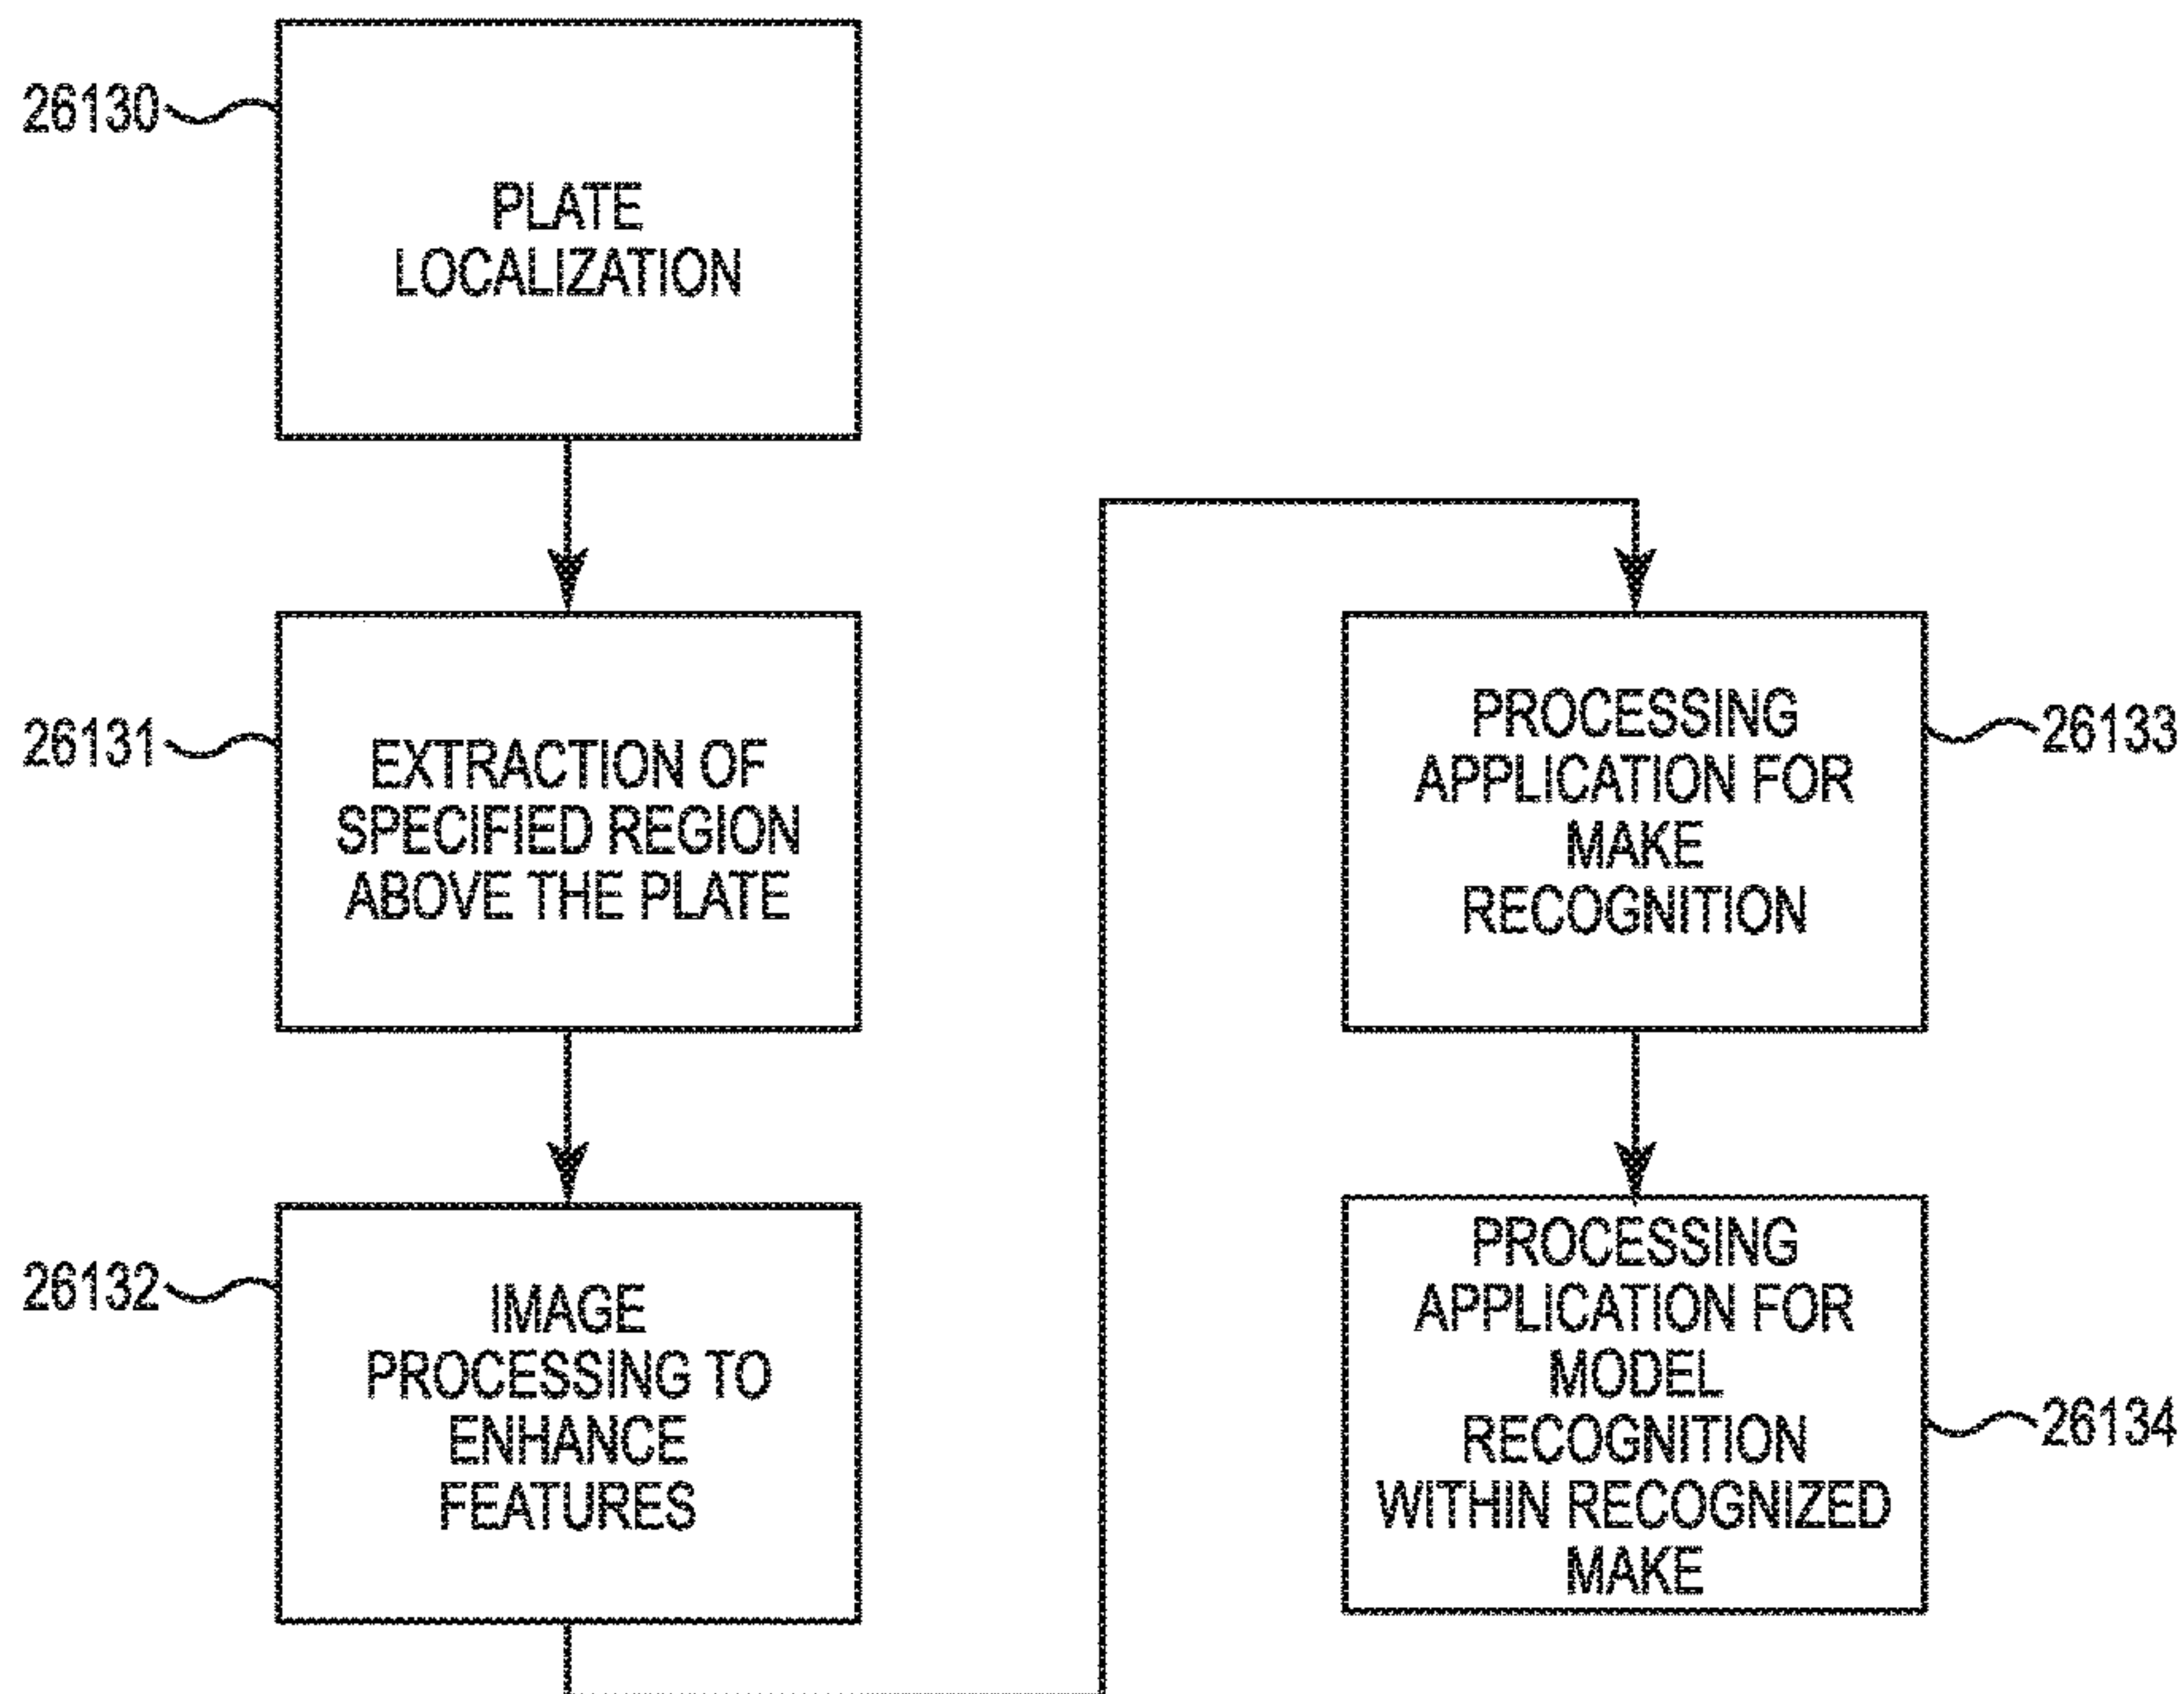 26130
PLATE
LOCALIZATION
26131
EXTRACTION OF
SPECIFIED REGION
ABOVE THE PLATE
26132
IMAGE
PROCESSING TO
ENHANCE
FEATURES
PROCESSING
APPLICATION FOR
MAKE
RECOGNITION
26133
PROCESSING
APPLICATION FOR
MODEL
RECOGNITION
WITHIN RECOGNIZED
MAKE
26134